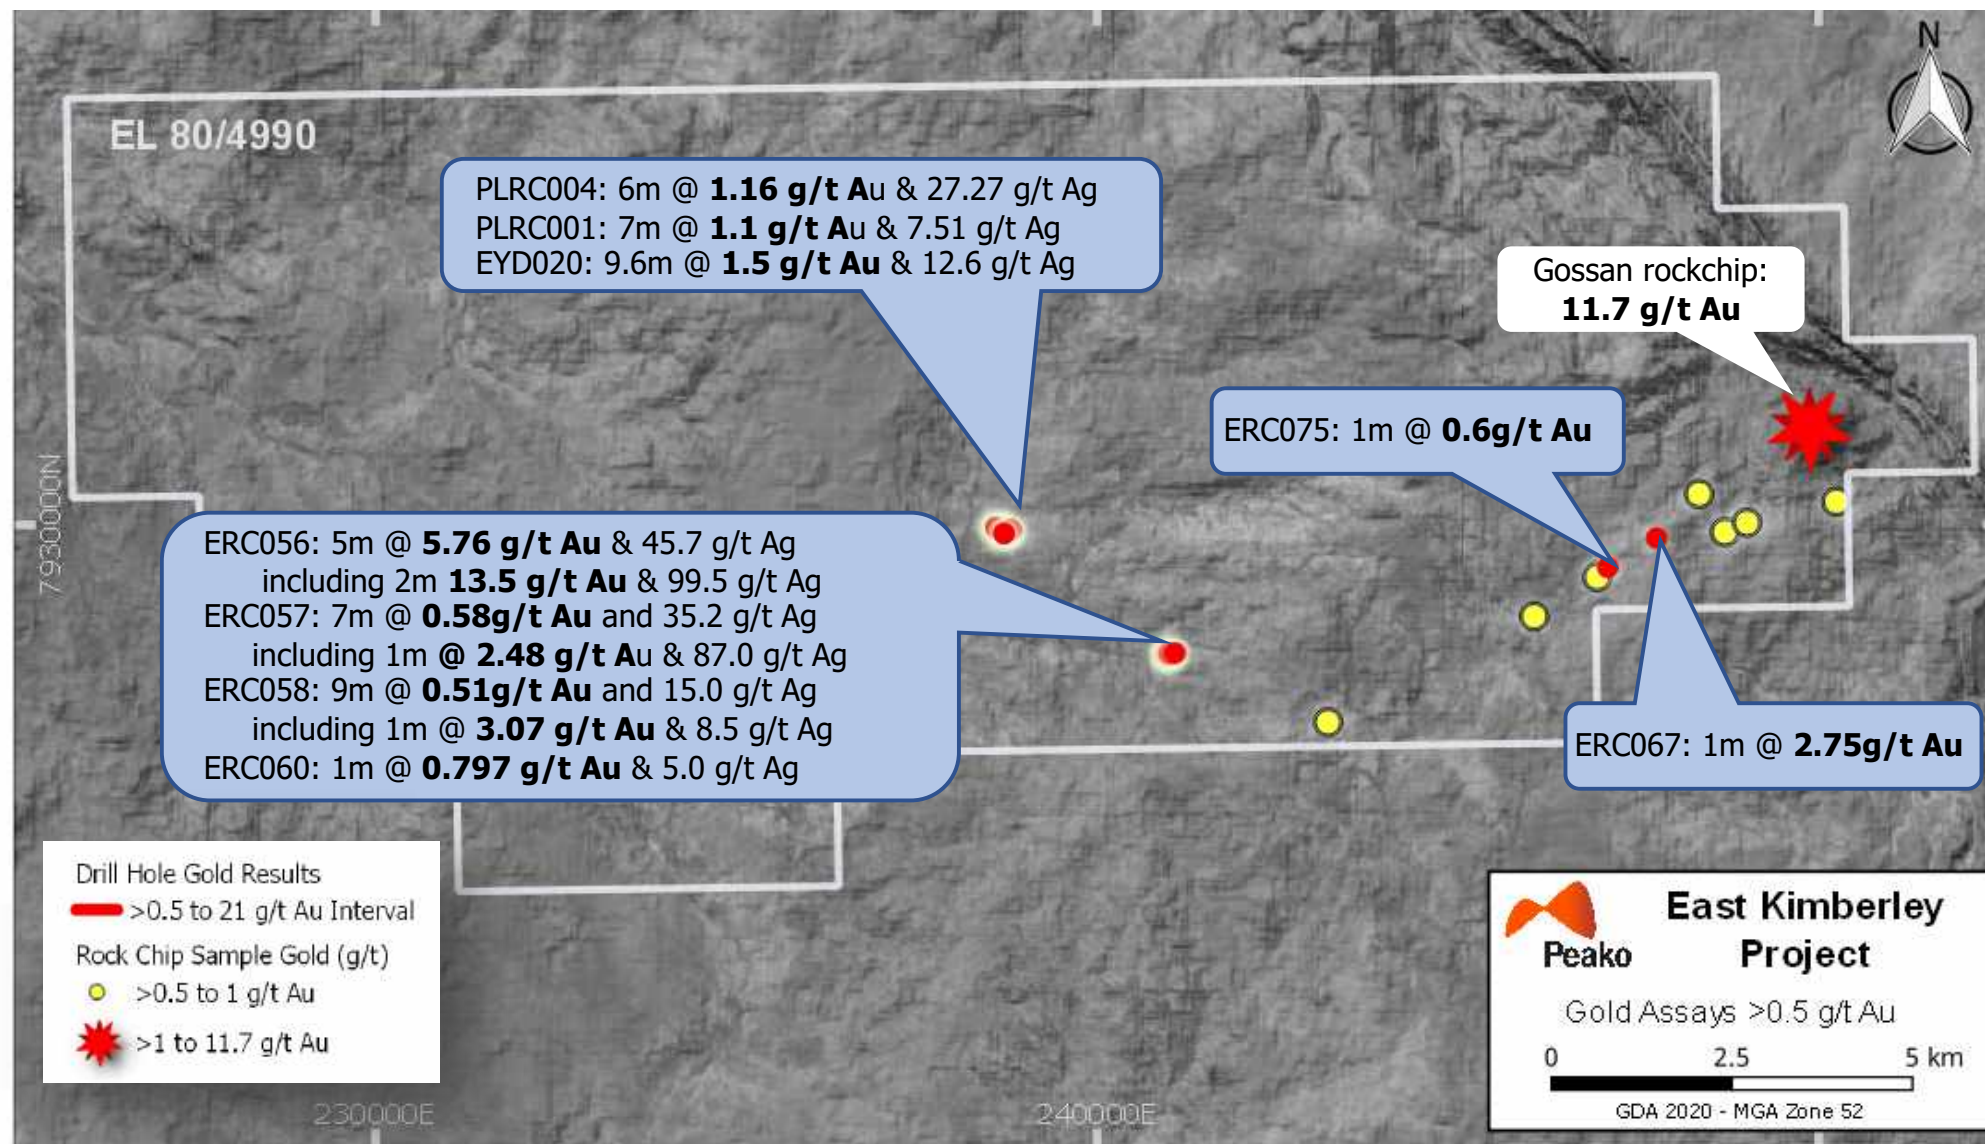 N
EL 80/4990
PLRC004: 6m @ 1.16 g/t Au & 27.27 g/t Ag
PLRC001: 7m @ 1.1 g/t Au & 7.51 g/t Ag
EYD020: 9.6m @ 1.5 g/t Au & 12.6 g/t Ag
Gossan rockchip:
11.7 g/t Au
ERC075: 1m @ 0.6g/t Au
7930000N
ERC056: 5m @ 5.76 g/t Au & 45.7 g/t Ag
including 2m 13.5 g/t Au & 99.5 g/t Ag
ERC057: 7m @ 0.58g/t Au and 35.2 g/t Ag
including 1m @ 2.48 g/t Au & 87.0 g/t Ag
ERC058: 9m @ 0.51g/t Au and 15.0 g/t Ag
including 1m @ 3.07 g/t Au & 8.5 g/t Ag
ERC060: 1m @ 0.797 g/t Au & 5.0 g/t Ag
ERC067: 1m @ 2.75g/t Au
Drill Hole Gold Results
>0.5 to 21 g/t Au Interval
Rock Chip Sample Gold (g/t)
>0.5 to 1 g/t Au
>1 to 11.7 g/t Au
230000E
240000E
Peako
East Kimberley
Project
Gold Assays >0.5 g/t Au
0 2.5 5 km
GDA 2020 - MGA Zone 52